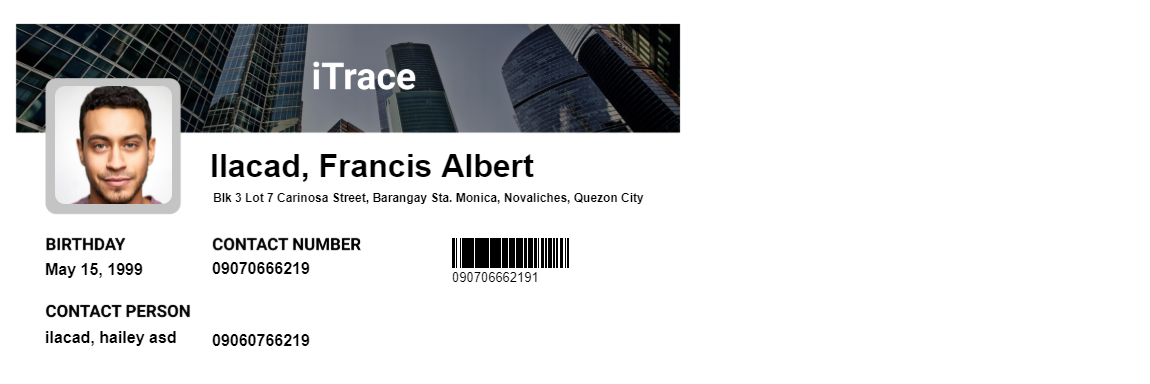 iTrace
Ilacad, Francis Albert
Blk 3 Lot 7 Carinosa Street, Barangay Sta. Monica, Novaliches, Quezon City
BIRTHDAY
May 15, 1999
CONTACT NUMBER
09070666219
090706662191
CONTACT PERSON
ilacad, hailey asd
09060766219